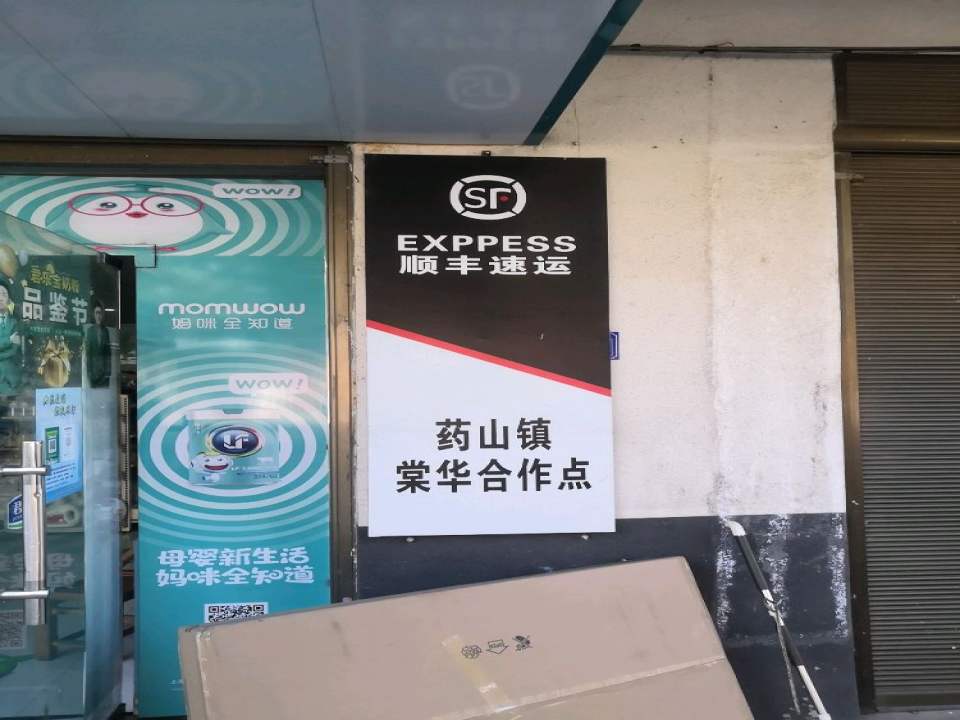 WOW!
momwow
妈咪全知道
WOW!
母婴新生活
妈咪全知道
品鉴节
SF
EXPPESS
顺丰速运
药山镇
棠华合作点